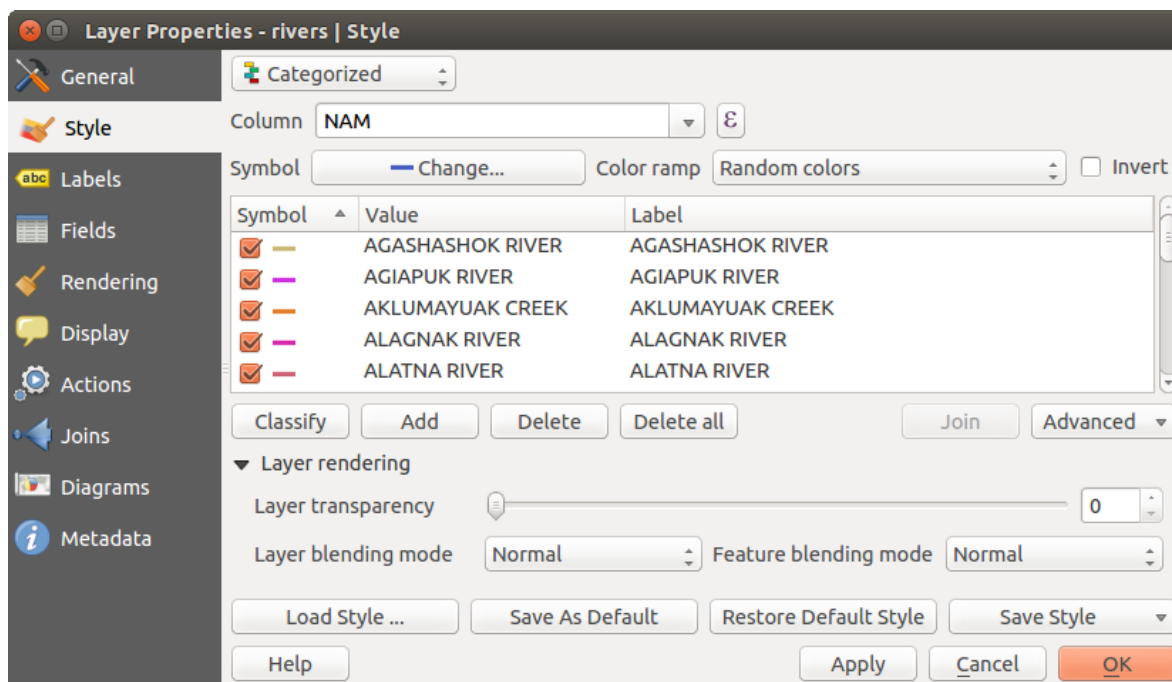 Layer Properties - rivers | Style
General
Style
abc Labels
Fields
Rendering
Display
Actions
Joins
Diagrams
i Metadata
Categorized
Column NAM ε
Symbol Change... Color ramp Random colors Invert
Symbol Value Label
AGASHASHOK RIVER AGASHASHOK RIVER
AGIAPUK RIVER AGIAPUK RIVER
AKLUMAYUAK CREEK AKLUMAYUAK CREEK
ALAGNAK RIVER ALAGNAK RIVER
ALATNA RIVER ALATNA RIVER
Classify Add Delete Delete all Join Advanced
Layer rendering
Layer transparency 0
Layer blending mode Normal Feature blending mode Normal
Load Style ... Save As Default Restore Default Style Save Style
Help Apply Cancel OK